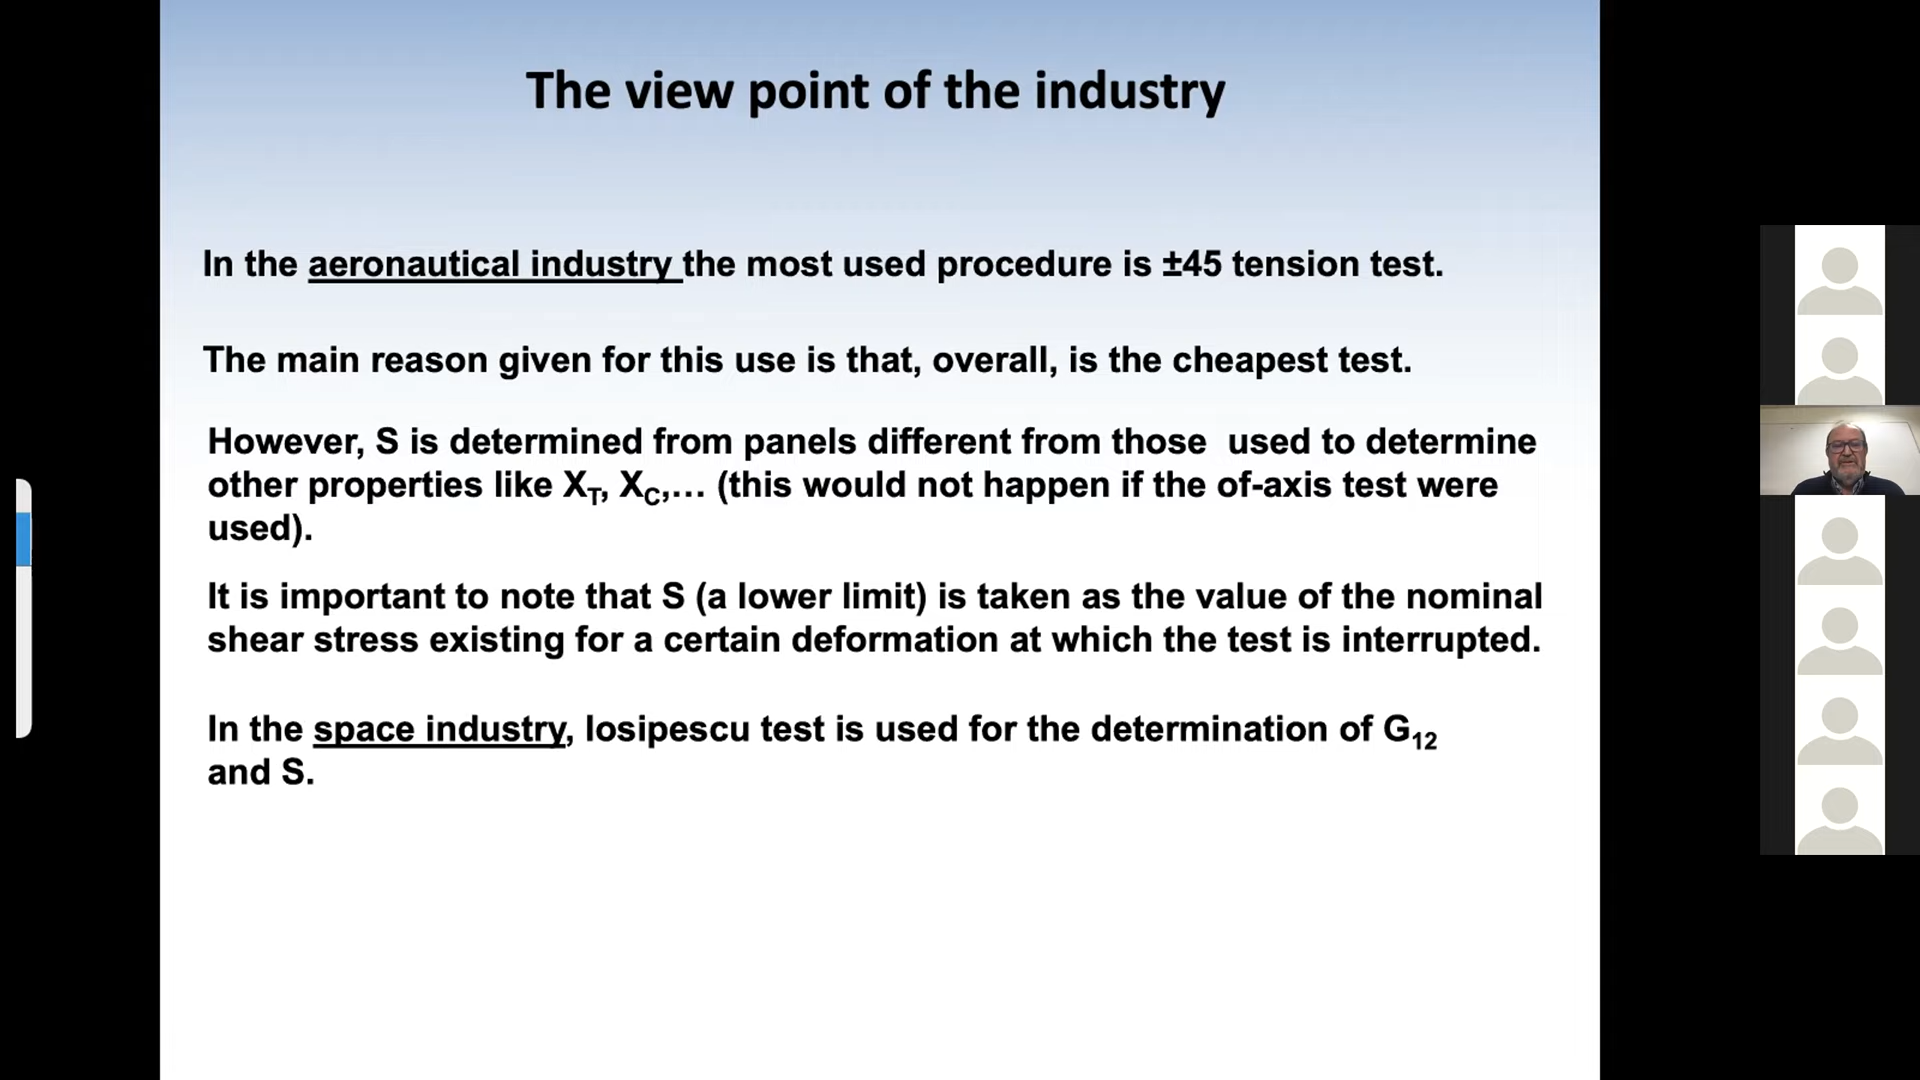 The view point of the industry
In the aeronautical industry the most used procedure is ±45 tension test.
The main reason given for this use is that, overall, is the cheapest test.
However, S is determined from panels different from those used to determine
other properties like X_T, X_C,... (this would not happen if the of-axis test were
used).
It is important to note that S (a lower limit) is taken as the value of the nominal
shear stress existing for a certain deformation at which the test is interrupted.
In the space industry, Iosipescu test is used for the determination of G₁₂
and S.